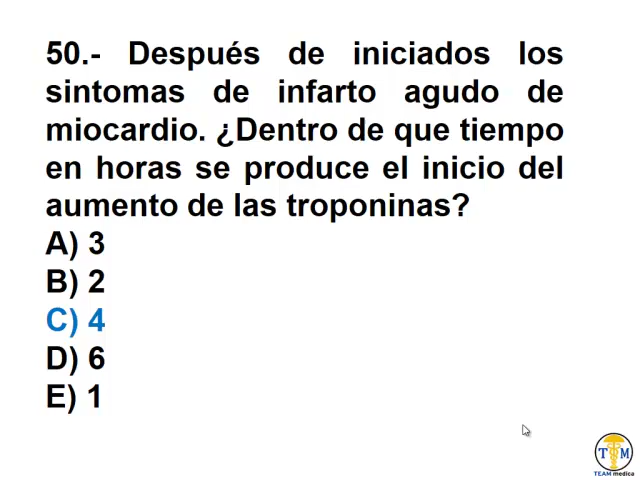 50.- Después de iniciados los
sintomas de infarto agudo de
miocardio. ¿Dentro de que tiempo
en horas se produce el inicio del
aumento de las troponinas?
A) 3
B) 2
C) 4
D) 6
E) 1
T M
TEAM medica